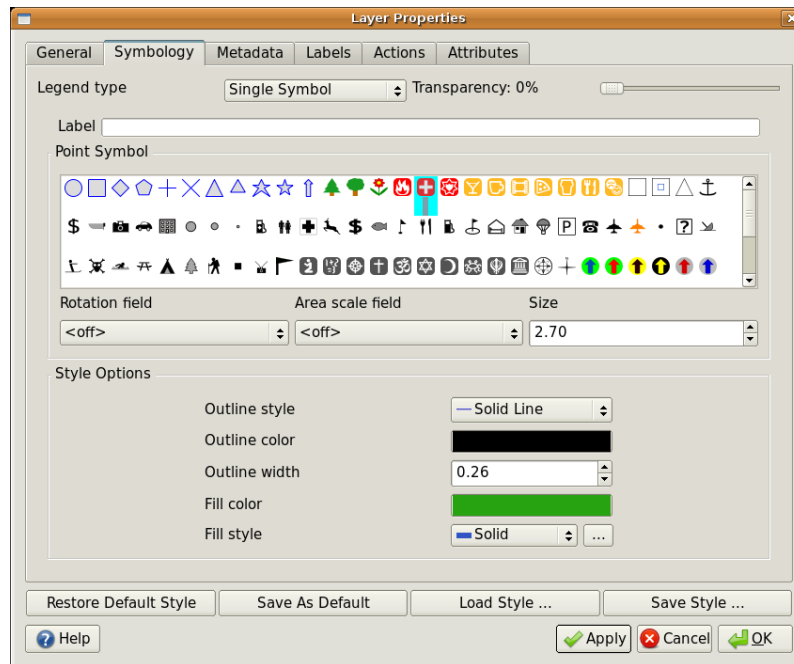 Layer Properties
General Symbology Metadata Labels Actions Attributes
Legend type Single Symbol Transparency: 0%
Label
Point Symbol
Rotation field Area scale field Size
<off> <off> 2.70
Style Options
Outline style Solid Line
Outline color
Outline width 0.26
Fill color
Fill style Solid ...
Restore Default Style Save As Default Load Style ... Save Style ...
Help Apply Cancel OK